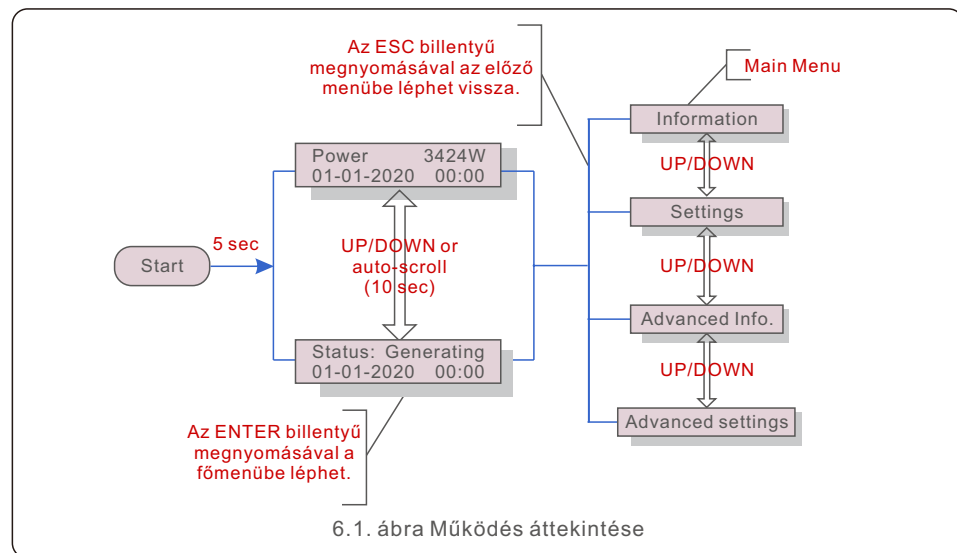 Az ESC billentyű
megnyomásával az előző
menübe léphet vissza.
Main Menu
Information
UP/DOWN
Settings
UP/DOWN
Advanced Info.
UP/DOWN
Advanced settings
Power 3424W
01-01-2020 00:00
5 sec
Start
UP/DOWN or
auto-scroll
(10 sec)
Status: Generating
01-01-2020 00:00
Az ENTER billentyű
megnyomásával a
főmenübe léphet.
6.1. ábra Működés áttekintése